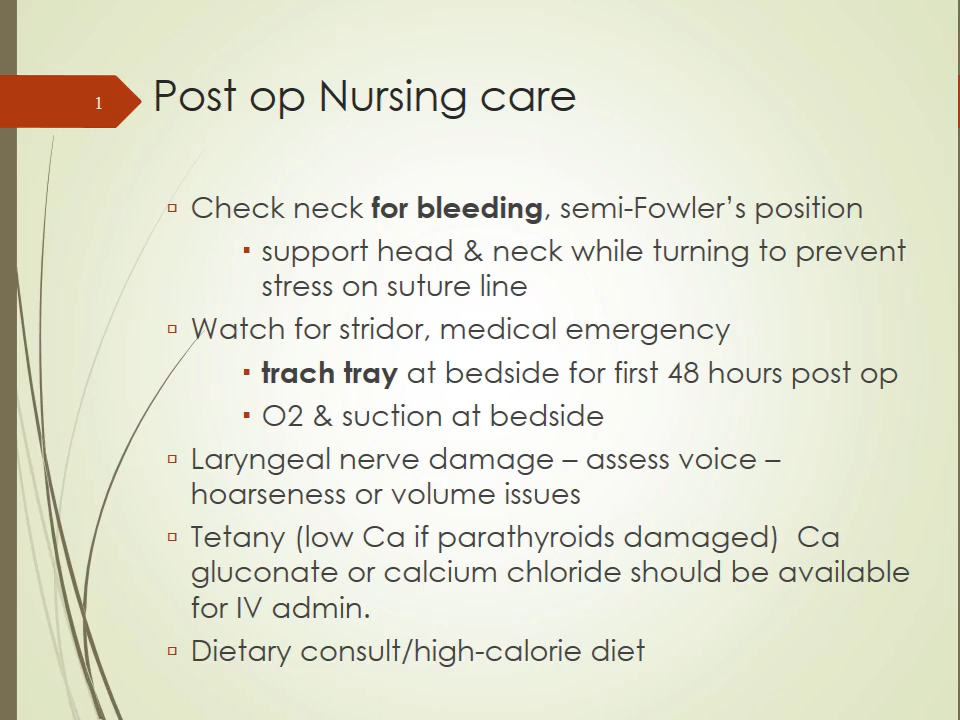 1
Post op Nursing care
Check neck for bleeding, semi-Fowler's position
support head & neck while turning to prevent
stress on suture line
Watch for stridor, medical emergency
trach tray at bedside for first 48 hours post op
O2 & suction at bedside
Laryngeal nerve damage – assess voice –
hoarseness or volume issues
Tetany (low Ca if parathyroids damaged)  Ca
gluconate or calcium chloride should be available
for IV admin.
Dietary consult/high-calorie diet